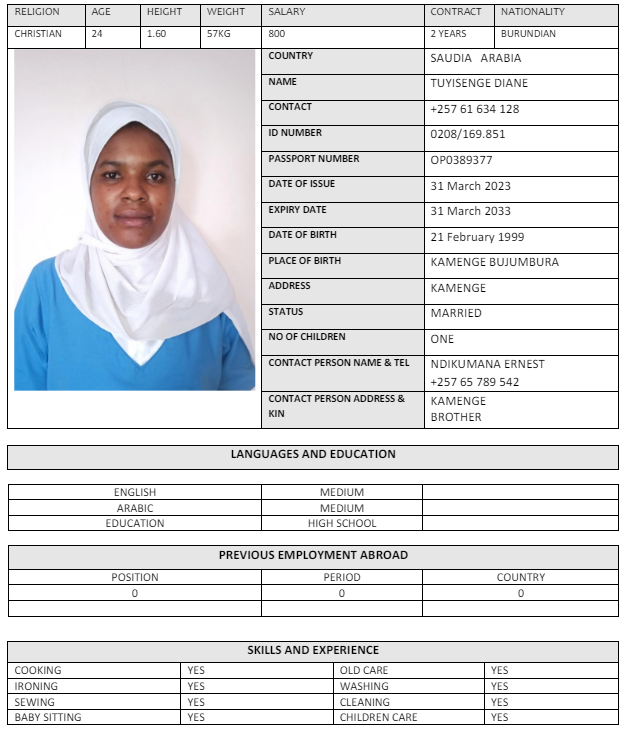 RELIGION AGE HEIGHT WEIGHT SALARY CONTRACT NATIONALITY
CHRISTIAN 24 1.60 57KG 800 2 YEARS BURUNDIAN
COUNTRY SAUDIA ARABIA
NAME TUYISENGE DIANE
CONTACT +257 61 634 128
ID NUMBER 0208/169.851
PASSPORT NUMBER OP0389377
DATE OF ISSUE 31 March 2023
EXPIRY DATE 31 March 2033
DATE OF BIRTH 21 February 1999
PLACE OF BIRTH KAMENGE BUJUMBURA
ADDRESS KAMENGE
STATUS MARRIED
NO OF CHILDREN ONE
CONTACT PERSON NAME & TEL NDIKUMANA ERNEST
+257 65 789 542
CONTACT PERSON ADDRESS & KAMENGE
KIN BROTHER
LANGUAGES AND EDUCATION
ENGLISH MEDIUM
ARABIC MEDIUM
EDUCATION HIGH SCHOOL
PREVIOUS EMPLOYMENT ABROAD
POSITION PERIOD COUNTRY
0 0 0
SKILLS AND EXPERIENCE
COOKING YES OLD CARE YES
IRONING YES WASHING YES
SEWING YES CLEANING YES
BABY SITTING YES CHILDREN CARE YES